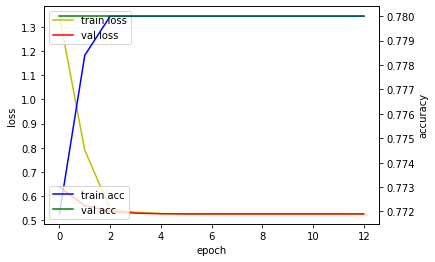 train loss
val loss
train acc
val acc
1.3
1.2
1.1
1.0
0.9
0.8
0.7
0.6
0.5
loss
0.780
0.779
0.778
0.777
0.776
0.775
0.774
0.773
0.772
accuracy
0 2 4 6 8 10 12
epoch